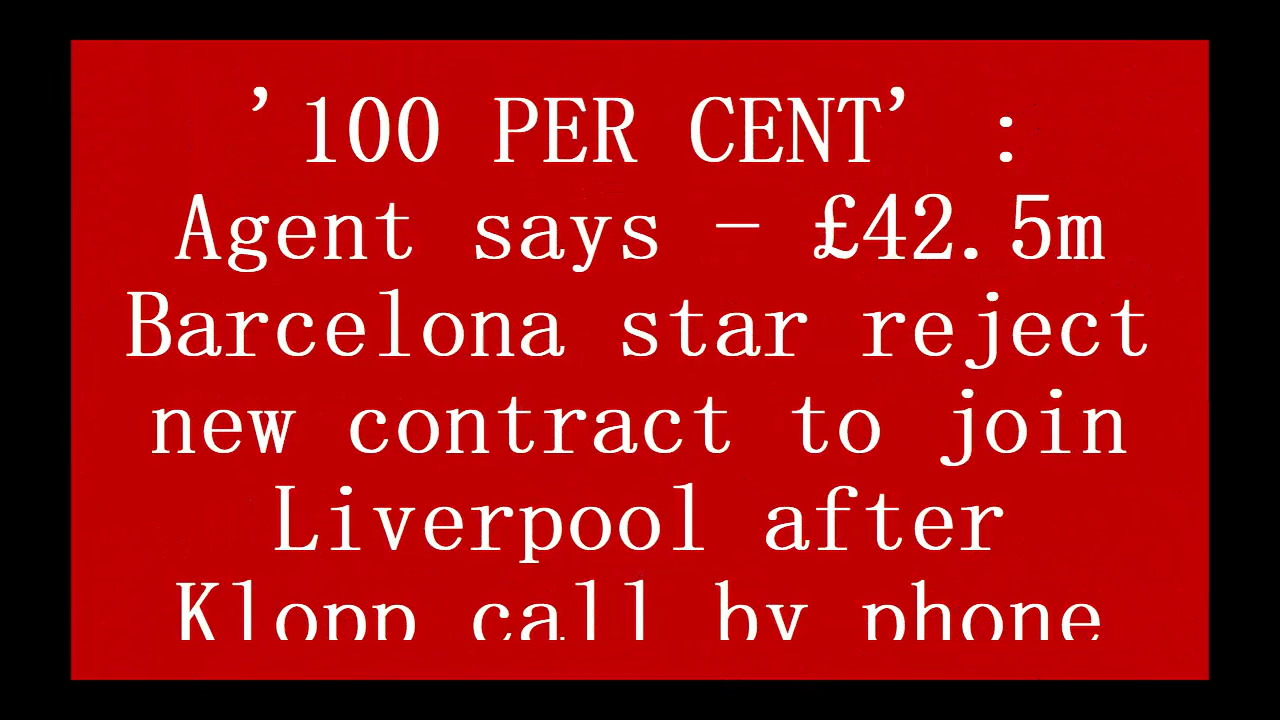 ’100 PER CENT’ :
Agent says - £42.5m
Barcelona star reject
new contract to join
Liverpool after
Klopp call by phone